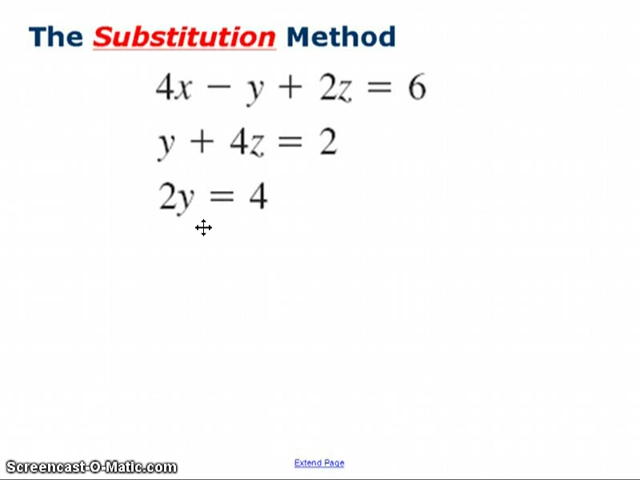 The Substitution Method
4x − y + 2z = 6
y + 4z = 2
2y = 4
Extend Page
Screencast-O-Matic.com